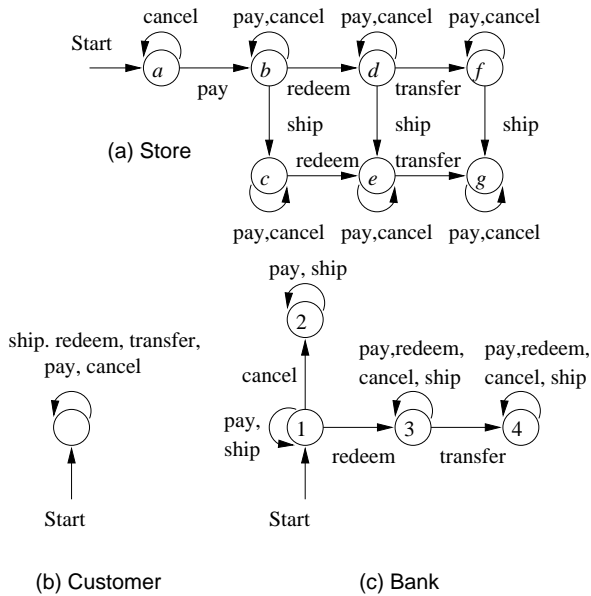 cancel
pay,cancel
pay,cancel
pay,cancel
Start
a
b
d
f
pay
redeem
transfer
ship
ship
ship
(a) Store
redeem
transfer
c
e
g
pay,cancel
pay,cancel
pay,cancel
pay, ship
2
ship. redeem, transfer,
pay, cancel
cancel
pay,redeem,
cancel, ship
pay,redeem,
cancel, ship
pay,
ship
1
3
4
redeem
transfer
Start
Start
(b) Customer
(c) Bank